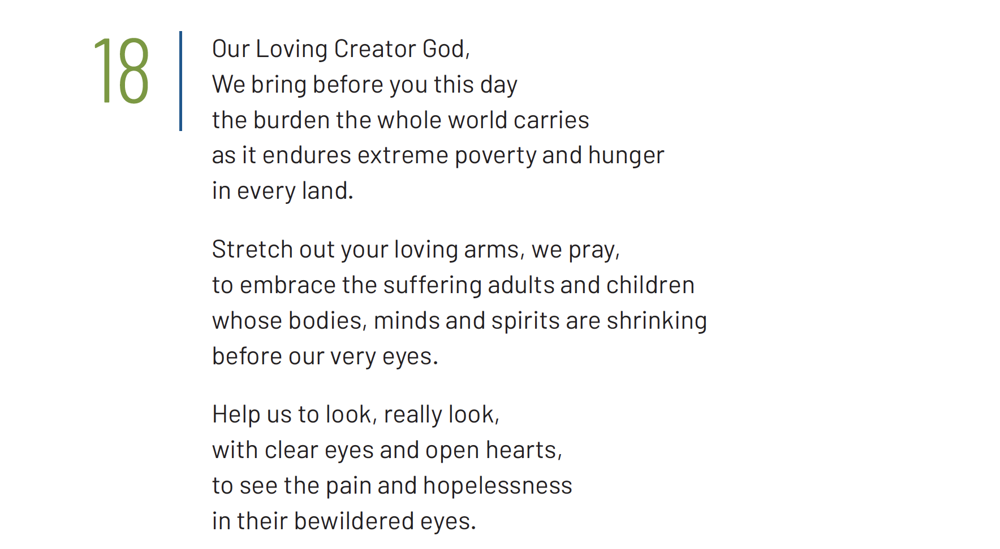 18
Our Loving Creator God,
We bring before you this day
the burden the whole world carries
as it endures extreme poverty and hunger
in every land.
Stretch out your loving arms, we pray,
to embrace the suffering adults and children
whose bodies, minds and spirits are shrinking
before our very eyes.
Help us to look, really look,
with clear eyes and open hearts,
to see the pain and hopelessness
in their bewildered eyes.